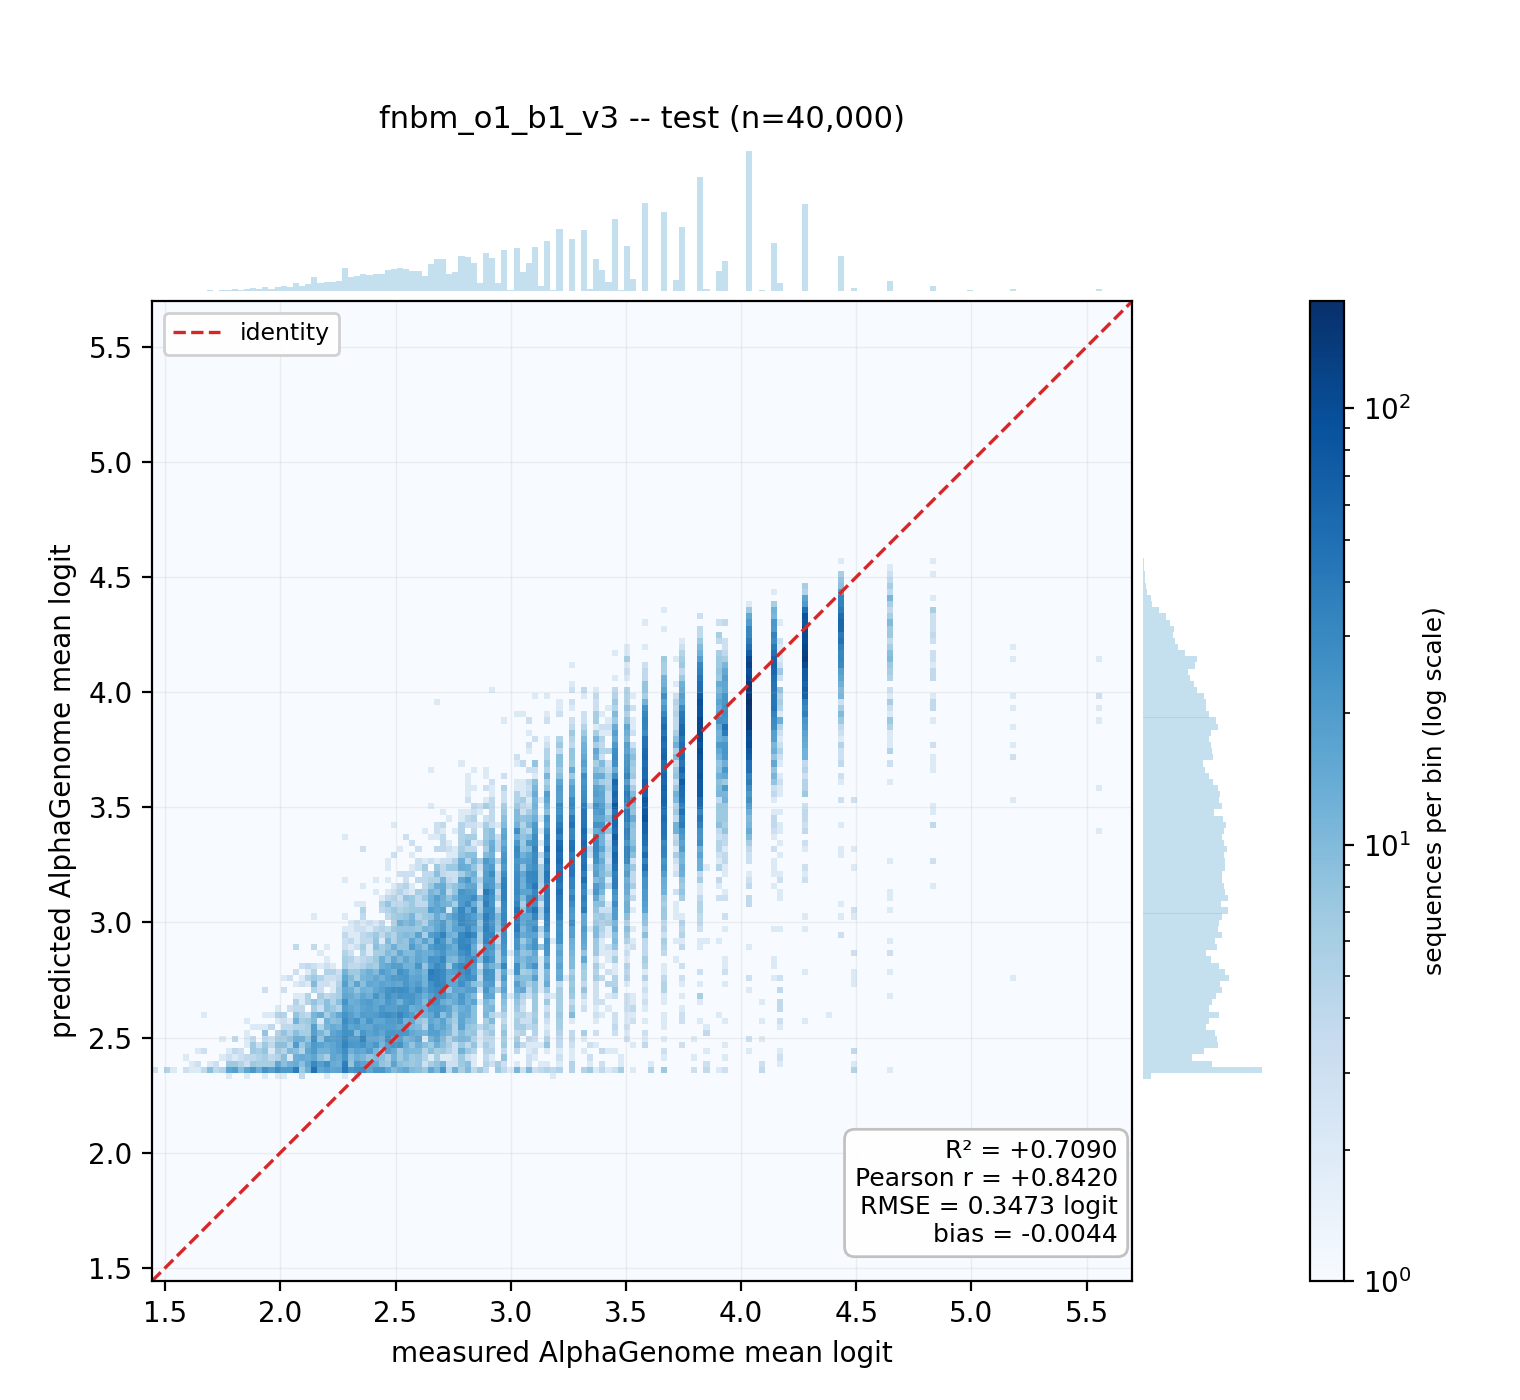 fnbm_o1_b1_v3 -- test (n=40,000)
identity
5.5
5.0
4.5
4.0
3.5
3.0
2.5
2.0
1.5
predicted AlphaGenome mean logit
R² = +0.7090
Pearson r = +0.8420
RMSE = 0.3473 logit
bias = -0.0044
1.5 2.0 2.5 3.0 3.5 4.0 4.5 5.0 5.5
measured AlphaGenome mean logit
10²
10¹
10⁰
sequences per bin (log scale)